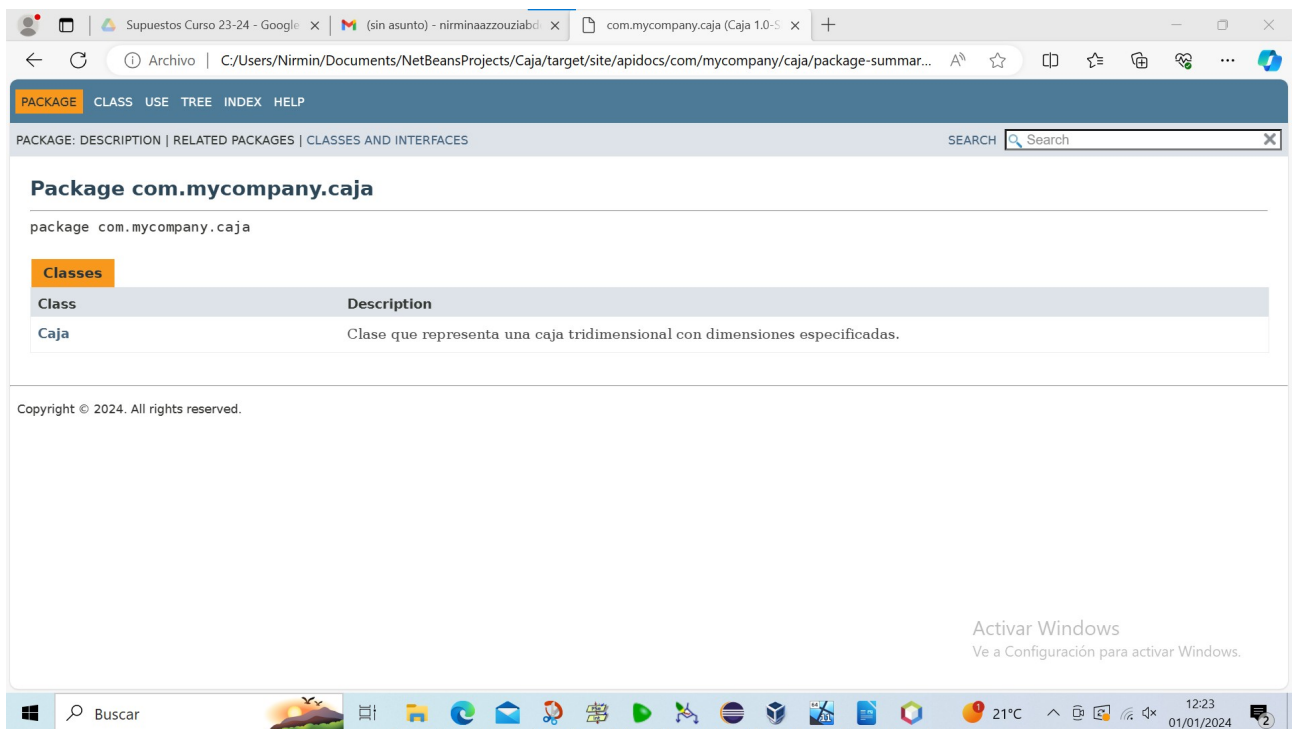 Supuestos Curso 23-24 - Google
(sin asunto) - nirminaazzouziabd
com.mycompany.caja (Caja 1.0-S
Archivo | C:/Users/Nirmin/Documents/NetBeansProjects/Caja/target/site/apidocs/com/mycompany/caja/package-summar...
PACKAGE CLASS USE TREE INDEX HELP
PACKAGE: DESCRIPTION | RELATED PACKAGES | CLASSES AND INTERFACES
SEARCH Search
Package com.mycompany.caja
package com.mycompany.caja
Classes
Class Description
Caja Clase que representa una caja tridimensional con dimensiones especificadas.
Copyright © 2024. All rights reserved.
Activar Windows
Ve a Configuración para activar Windows.
Buscar
21°C
12:23
01/01/2024
2